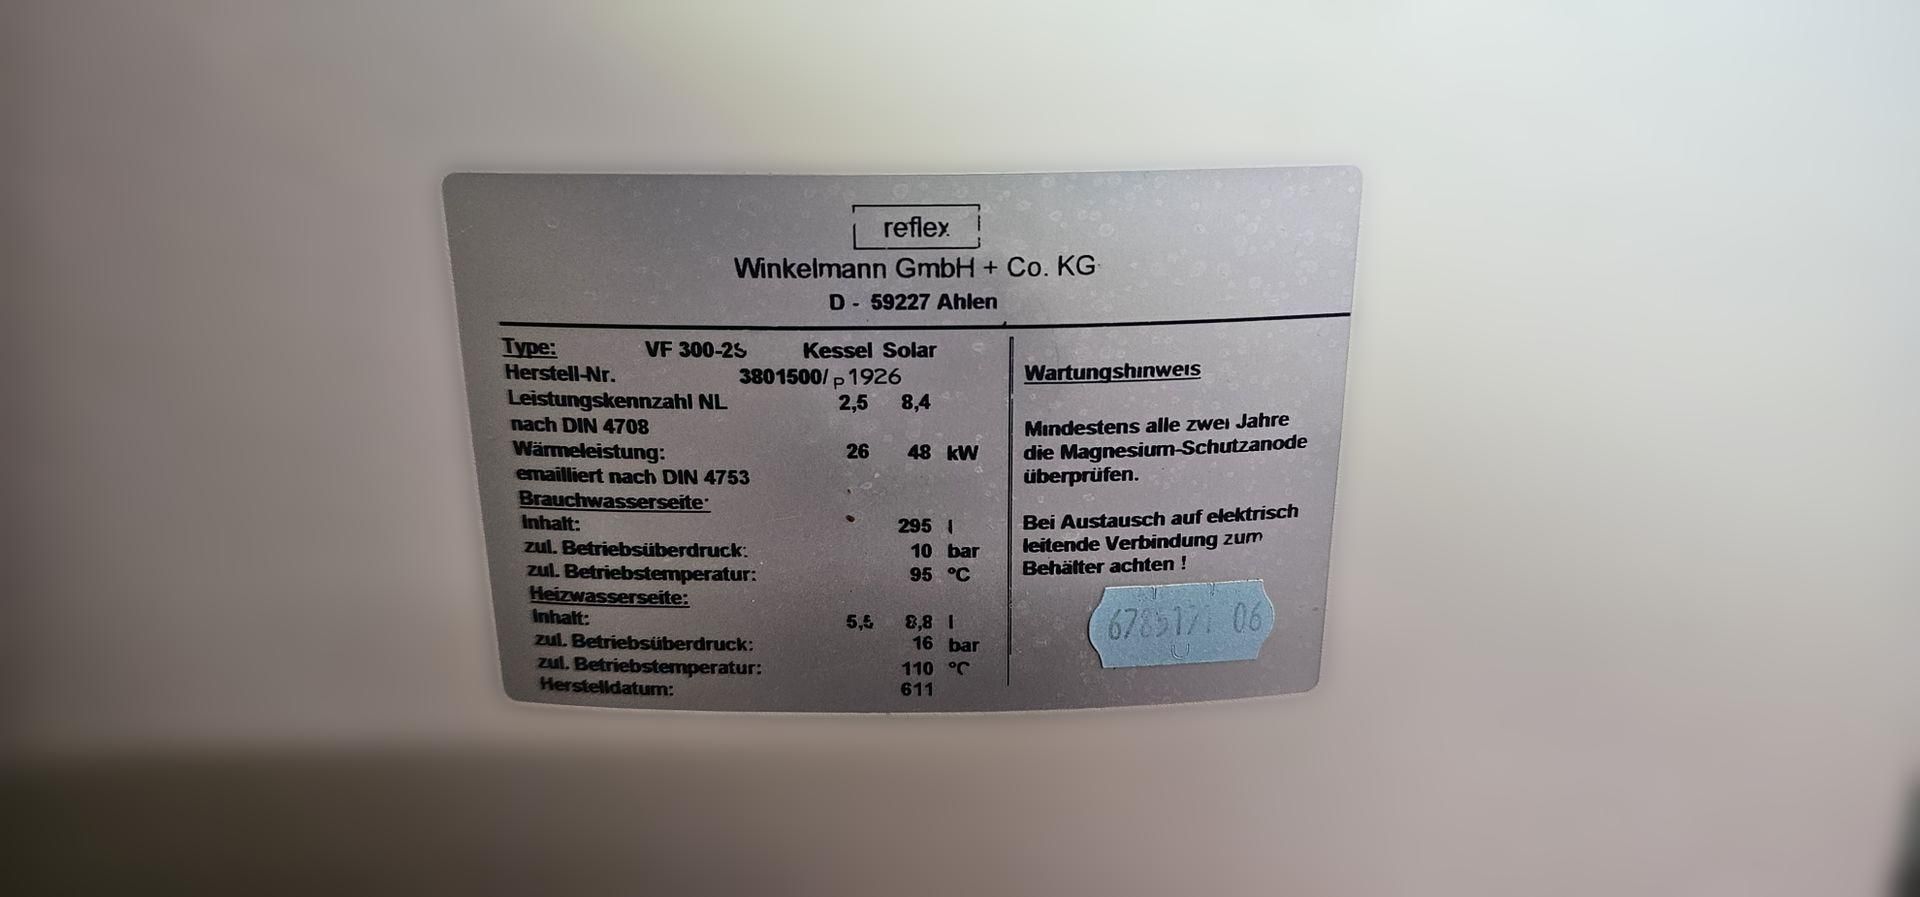 reflex
Winkelmann GmbH + Co. KG
D - 59227 Ahlen
Type: VF 300-2S Kessel Solar
Herstell-Nr. 3801500/ p1926
Leistungskennzahl NL 2,5 8,4
nach DIN 4708
Wärmeleistung: 26 48 kW
emailliert nach DIN 4753
Brauchwasserseite:
Inhalt: 295 l
zul. Betriebsüberdruck: 10 bar
zul. Betriebstemperatur: 95 °C
Heizwasserseite:
Inhalt: 8,8 l
zul. Betriebsüberdruck: 16 bar
zul. Betriebstemperatur: 110 °C
Herstelldatum: 611
Wartungshinweis
Mindestens alle zwei Jahre
die Magnesium-Schutzanode
überprüfen.
Bei Austausch auf elektrisch
leitende Verbindung zum
Behälter achten !
06